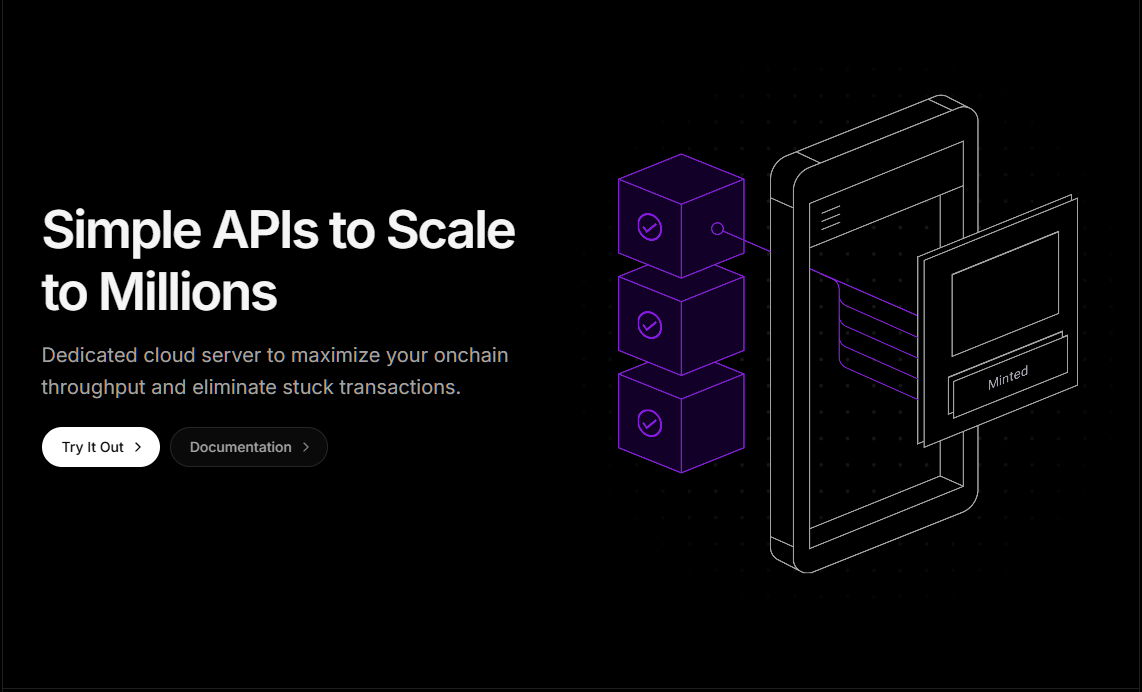 Simple APIs to Scale
to Millions
Dedicated cloud server to maximize your onchain
throughput and eliminate stuck transactions.
Try It Out
Documentation
Minted